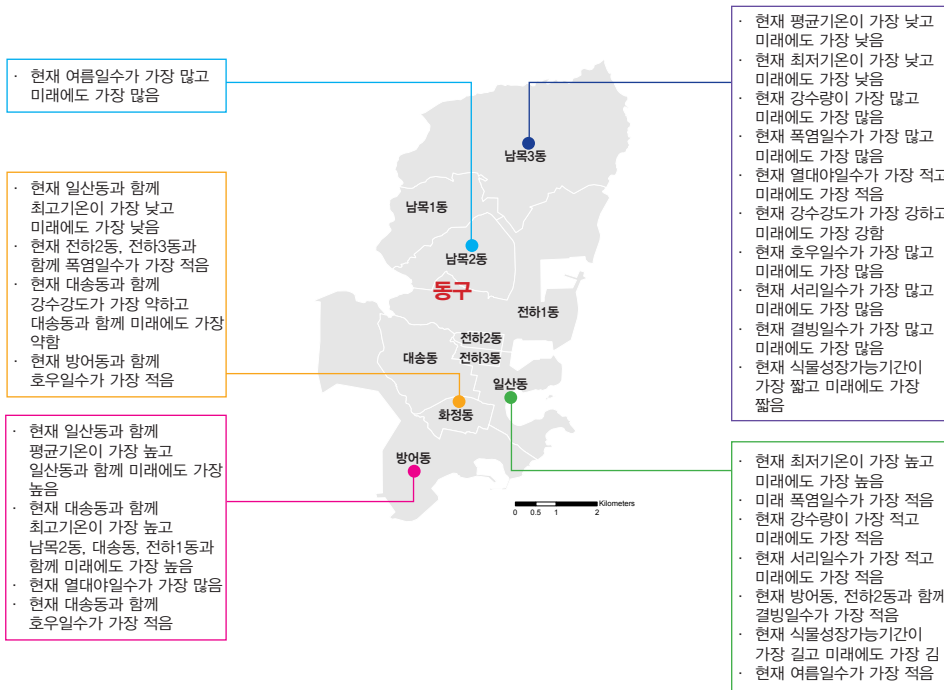 · 현재 여름일수가 가장 많고
미래에도 가장 많음
· 현재 일산동과 함께
최고기온이 가장 낮고
미래에도 가장 낮음
· 현재 전하2동, 전하3동과
함께 폭염일수가 가장 적음
· 현재 대송동과 함께
강수강도가 가장 약하고
대송동과 함께 미래에도 가장
약함
· 현재 방어동과 함께
호우일수가 가장 적음
· 현재 일산동과 함께
평균기온이 가장 높고
일산동과 함께 미래에도 가장
높음
· 현재 대송동과 함께
최고기온이 가장 높고
남목2동, 대송동, 전하1동과
함께 미래에도 가장 높음
· 현재 열대야일수가 가장 많음
· 현재 대송동과 함께
호우일수가 가장 적음
남목3동
남목1동
남목2동
동구
전하1동
전하2동
대송동
전하3동
일산동
화정동
방어동
Kilometers
0 0.5 1 2
· 현재 평균기온이 가장 낮고
미래에도 가장 낮음
· 현재 최저기온이 가장 낮고
미래에도 가장 낮음
· 현재 강수량이 가장 많고
미래에도 가장 많음
· 현재 폭염일수가 가장 많고
미래에도 가장 많음
· 현재 열대야일수가 가장 적고
미래에도 가장 적음
· 현재 강수강도가 가장 강하고
미래에도 가장 강함
· 현재 호우일수가 가장 많고
미래에도 가장 많음
· 현재 서리일수가 가장 많고
미래에도 가장 많음
· 현재 결빙일수가 가장 많고
미래에도 가장 많음
· 현재 식물성장가능기간이
가장 짧고 미래에도 가장
짧음
· 현재 최저기온이 가장 높고
미래에도 가장 높음
· 미래 폭염일수가 가장 적음
· 현재 강수량이 가장 적고
미래에도 가장 적음
· 현재 서리일수가 가장 적고
미래에도 가장 적음
· 현재 방어동, 전하2동과 함께
결빙일수가 가장 적음
· 현재 식물성장가능기간이
가장 길고 미래에도 가장 김
· 현재 여름일수가 가장 적음